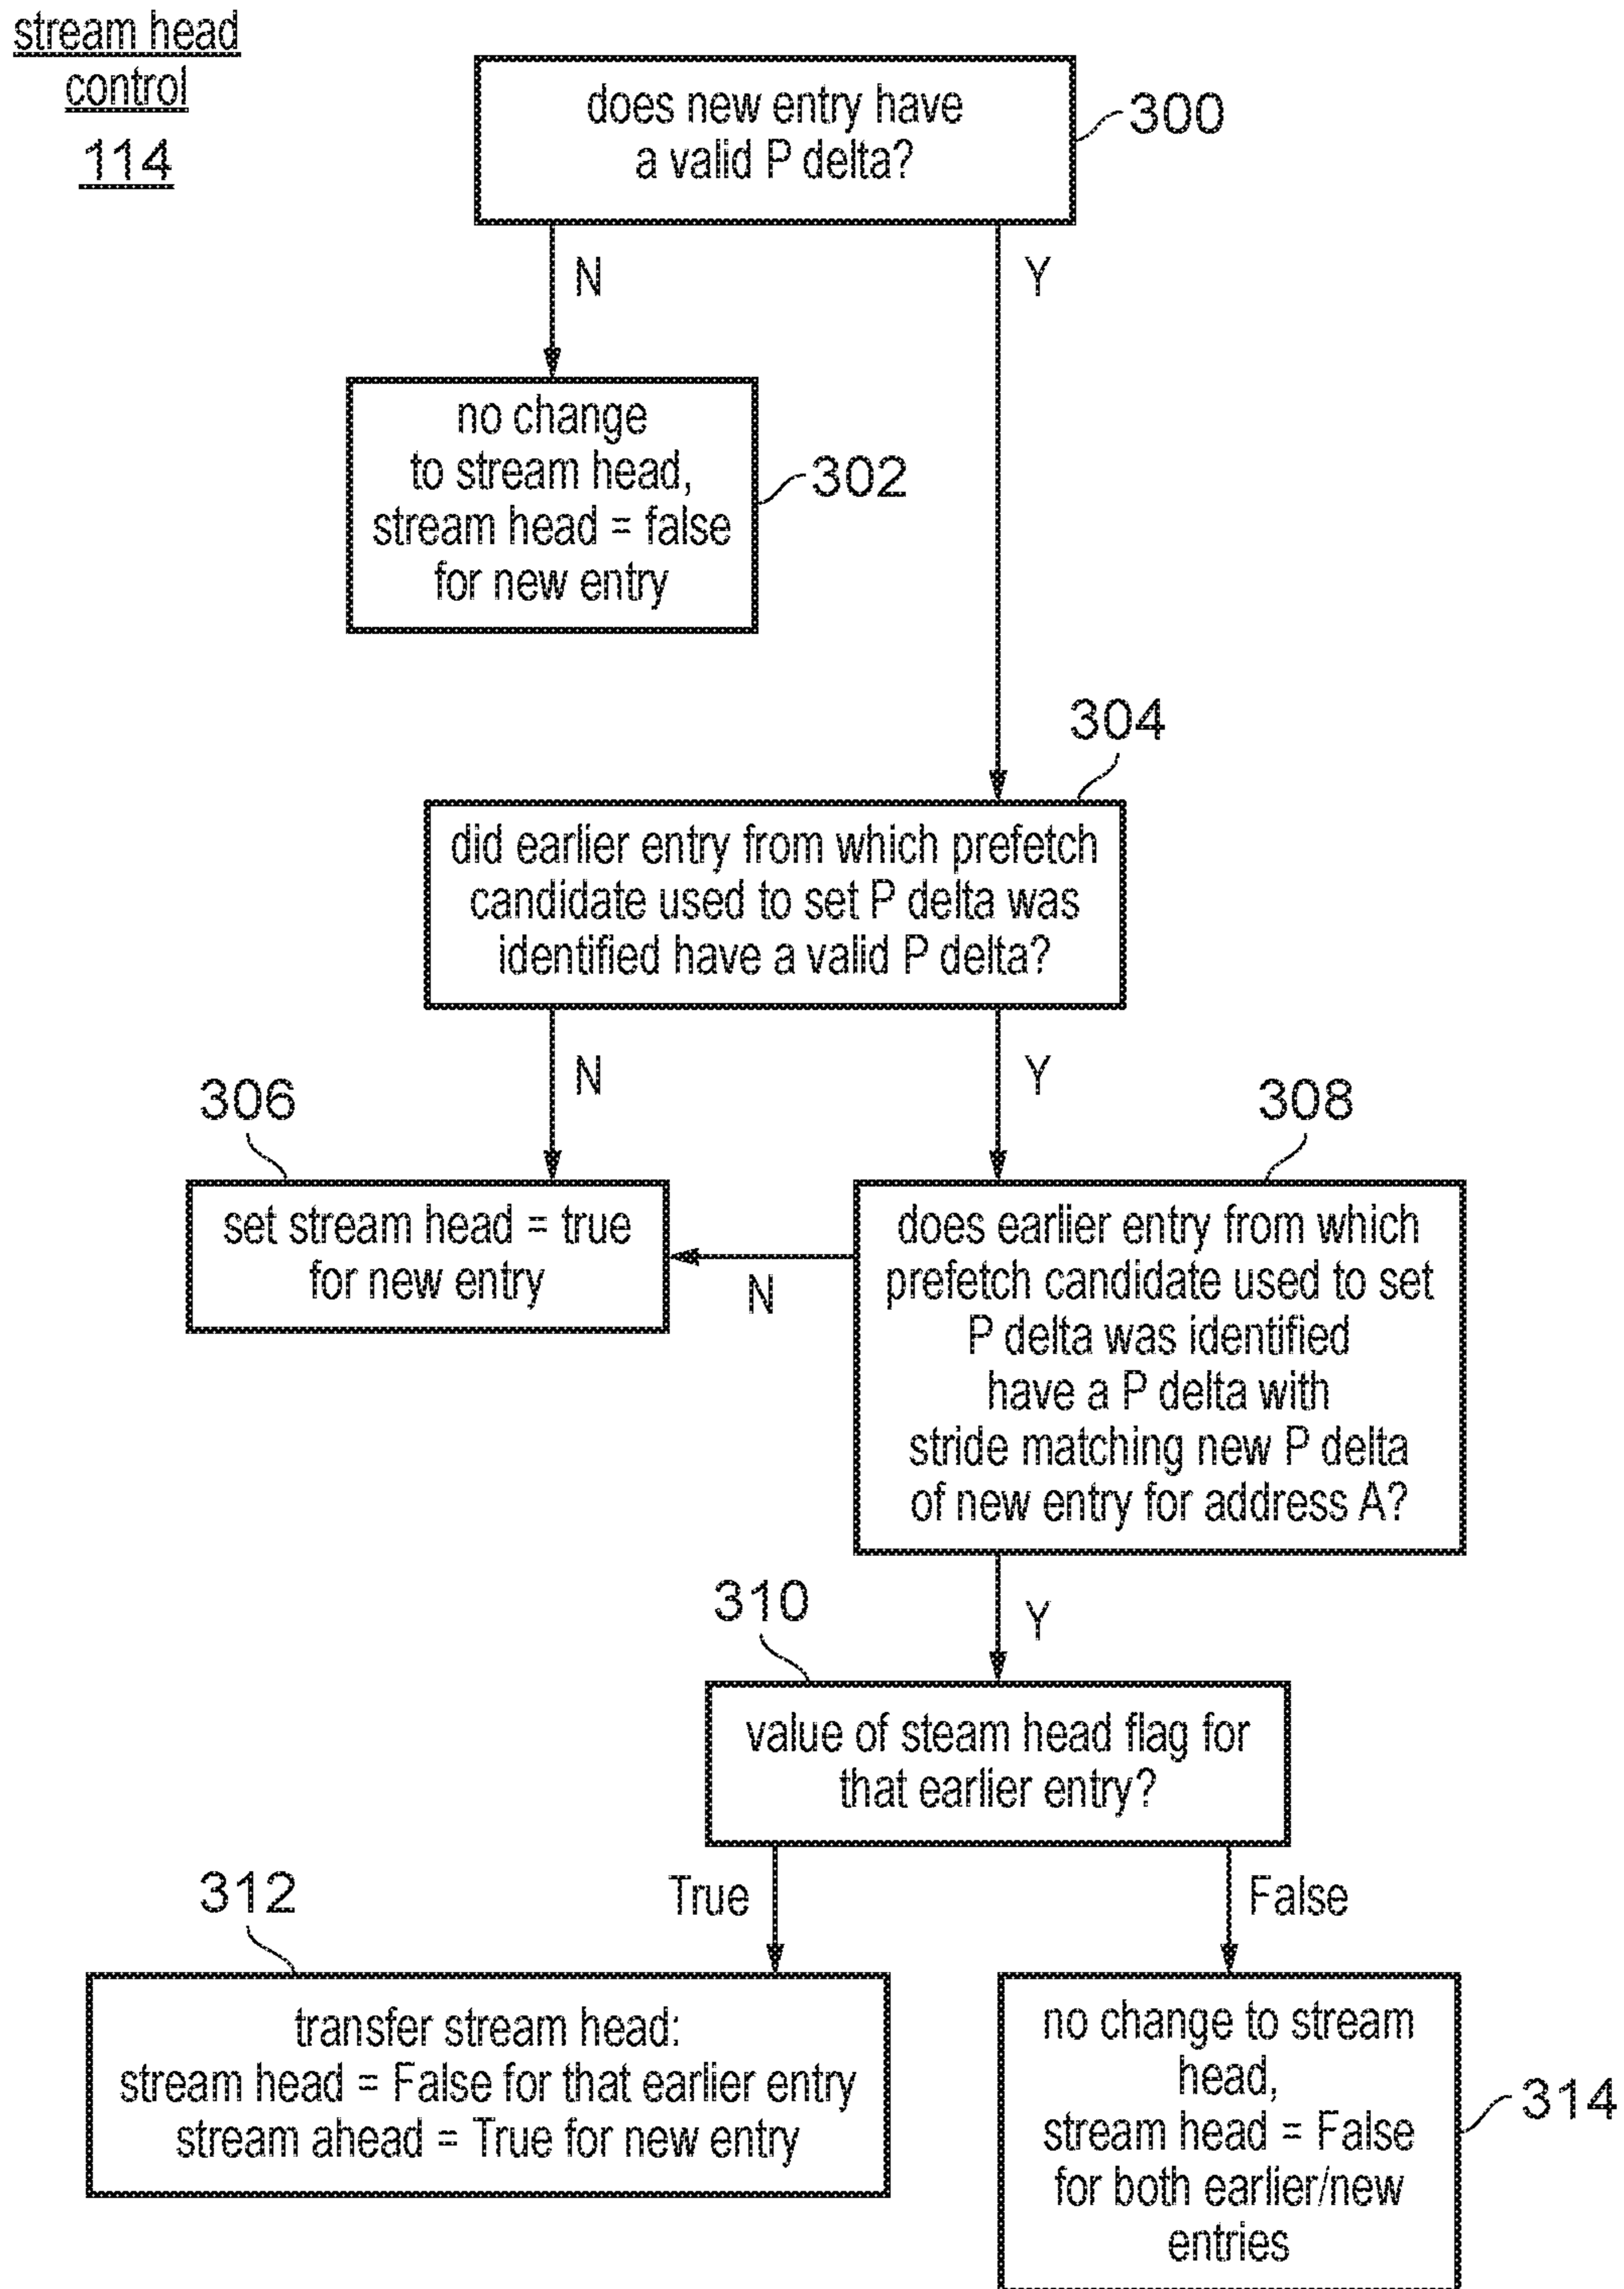 stream head
control
114
does new entry have
a valid P delta?
300
N
Y
no change
to stream head,
stream head = false
for new entry
302
304
did earlier entry from which prefetch
candidate used to set P delta was
identified have a valid P delta?
N
Y
306
308
set stream head = true
for new entry
N
does earlier entry from which
prefetch candidate used to set
P delta was identified
have a P delta with
stride matching new P delta
of new entry for address A?
310
Y
value of steam head flag for
that earlier entry?
312
True
False
transfer stream head:
stream head = False for that earlier entry
stream ahead = True for new entry
no change to stream
head,
stream head = False
for both earlier/new
entries
314